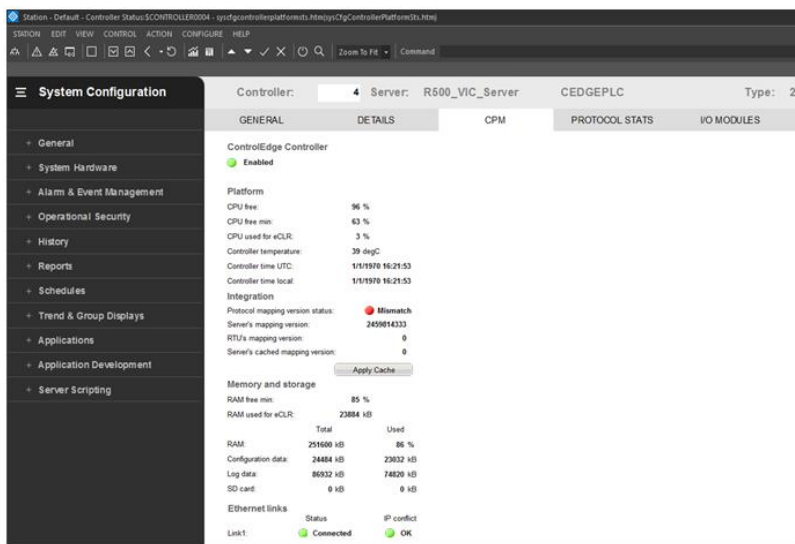 Station - Default - Controller Status:$CONTROLLER0004 - syscfgcontrollerplatformsts.htm(sysCfgControllerPlatformSts.htm)
STATION EDIT VIEW CONTROL ACTION CONFIGURE HELP
Zoom To Fit Command
System Configuration
Controller: 4 Server: R500_VIC_Server CEDGEPLC Type: 2
GENERAL DETAILS CPM PROTOCOL STATS I/O MODULES
+ General
+ System Hardware
+ Alarm & Event Management
+ Operational Security
+ History
+ Reports
+ Schedules
+ Trend & Group Displays
+ Applications
+ Application Development
+ Server Scripting
ControlEdge Controller
Enabled
Platform
CPU free: 96 %
CPU free min: 63 %
CPU used for eCLR: 3 %
Controller temperature: 39 degC
Controller time UTC: 1/1/1970 16:21:53
Controller time local: 1/1/1970 16:21:53
Integration
Protocol mapping version status: Mismatch
Server's mapping version: 2459814333
RTU's mapping version: 0
Server's cached mapping version: 0
Apply Cache
Memory and storage
RAM free min: 85 %
RAM used for eCLR: 23884 kB
Total Used
RAM: 251600 kB 86 %
Configuration data: 24484 kB 23032 kB
Log data: 86932 kB 74820 kB
SD card: 0 kB 0 kB
Ethernet links
Status IP conflict
Link1: Connected OK